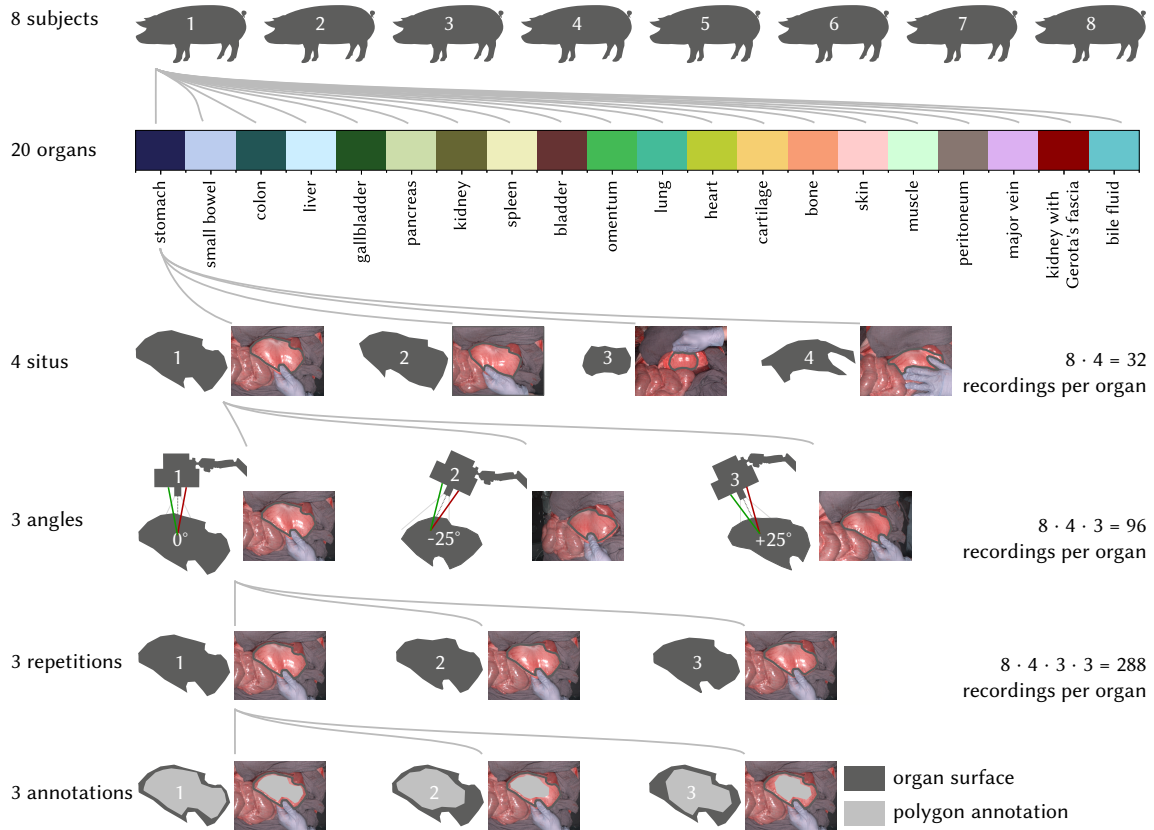 8 subjects
1 2 3 4 5 6 7 8
20 organs
stomach
small bowel
colon
liver
gallbladder
pancreas
kidney
spleen
bladder
omentum
lung
heart
cartilage
bone
skin
muscle
peritoneum
major vein
kidney with
Gerota's fascia
bile fluid
4 situs
1 2 3 4
8 · 4 = 32
recordings per organ
3 angles
1 2 3
0° -25° +25°
8 · 4 · 3 = 96
recordings per organ
3 repetitions
1 2 3
8 · 4 · 3 · 3 = 288
recordings per organ
3 annotations
1 2 3
organ surface
polygon annotation